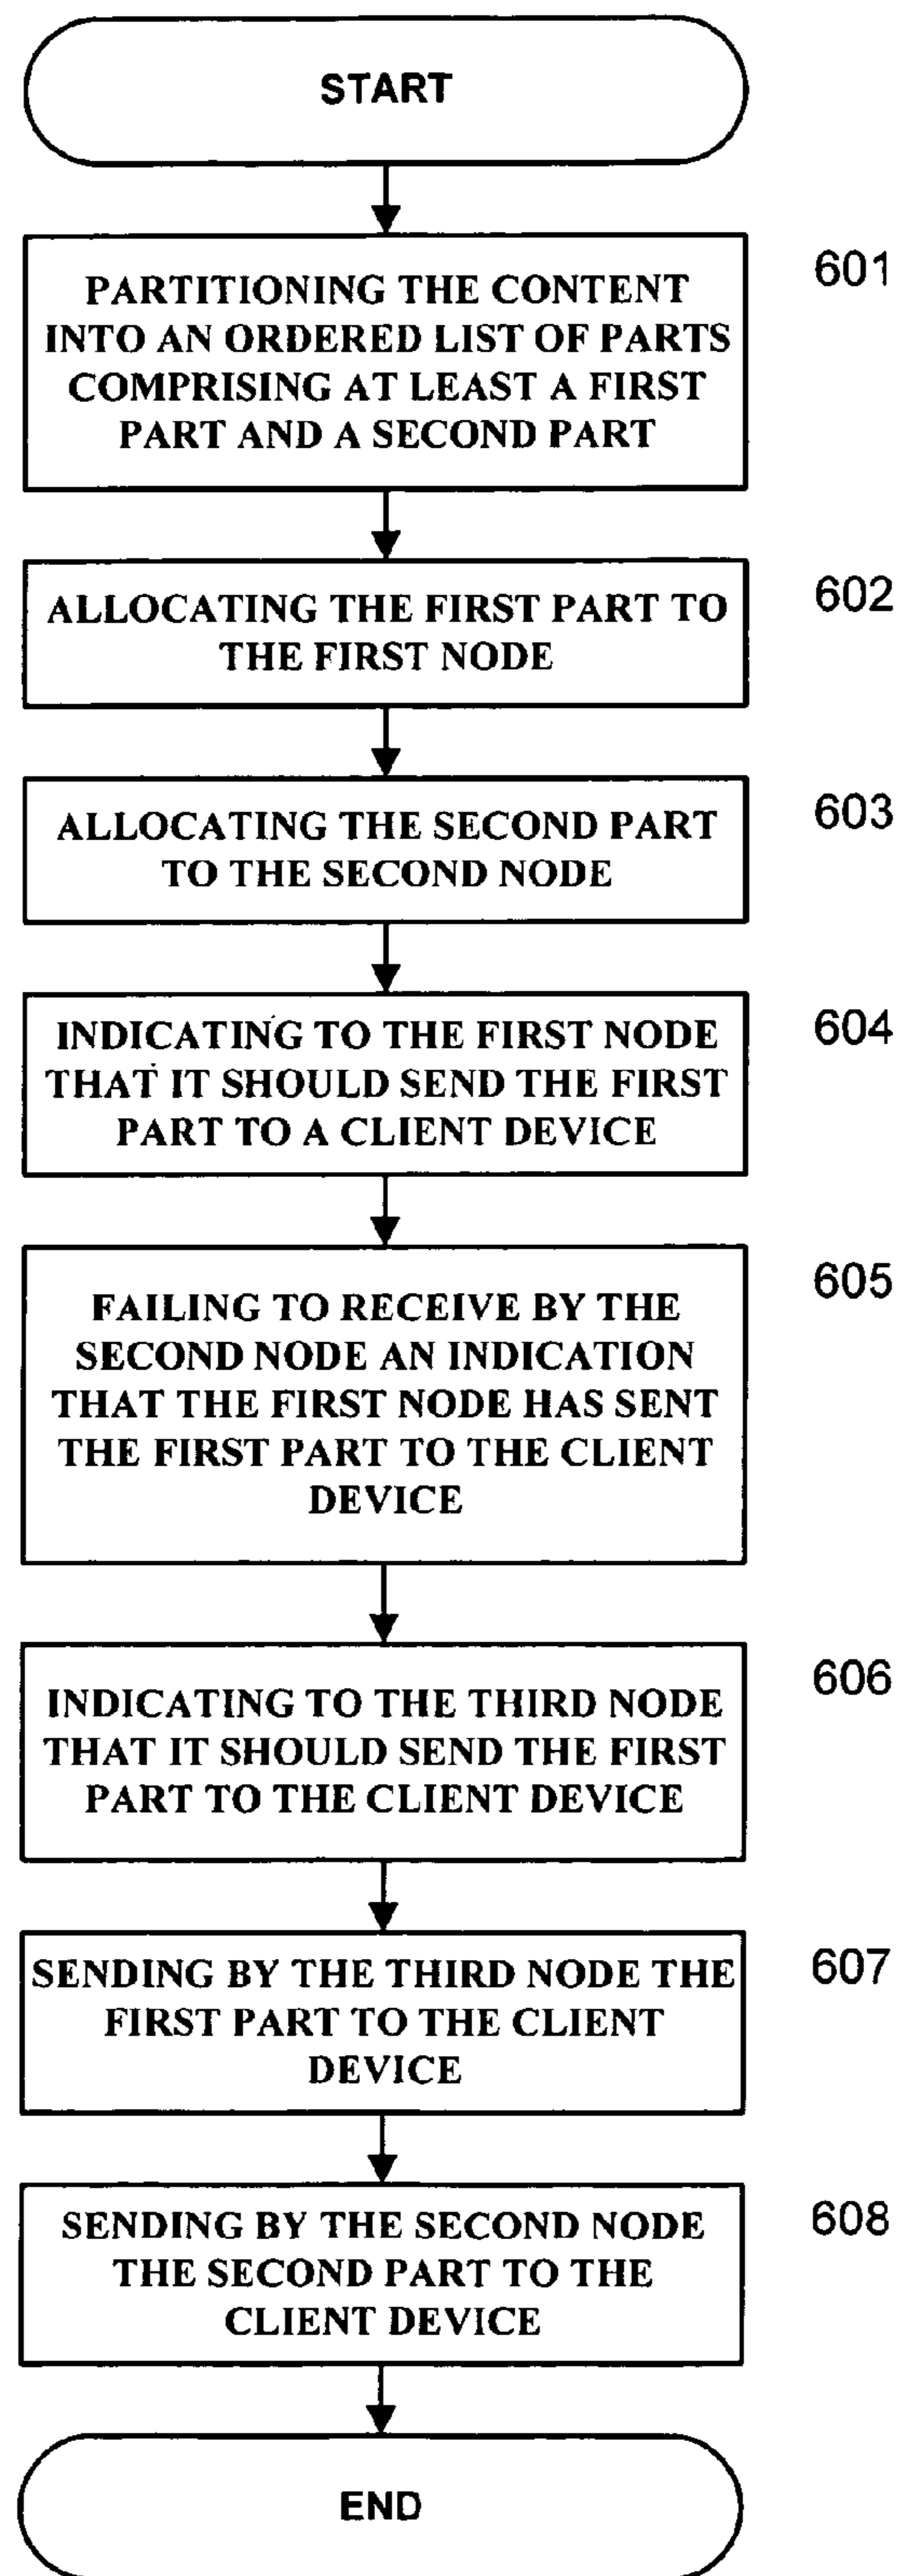 START
601
PARTITIONING THE CONTENT
INTO AN ORDERED LIST OF PARTS
COMPRISING AT LEAST A FIRST
PART AND A SECOND PART
602
ALLOCATING THE FIRST PART TO
THE FIRST NODE
603
ALLOCATING THE SECOND PART
TO THE SECOND NODE
604
INDICATING TO THE FIRST NODE
THAT IT SHOULD SEND THE FIRST
PART TO A CLIENT DEVICE
605
FAILING TO RECEIVE BY THE
SECOND NODE AN INDICATION
THAT THE FIRST NODE HAS SENT
THE FIRST PART TO THE CLIENT
DEVICE
606
INDICATING TO THE THIRD NODE
THAT IT SHOULD SEND THE FIRST
PART TO THE CLIENT DEVICE
607
SENDING BY THE THIRD NODE THE
FIRST PART TO THE CLIENT
DEVICE
608
SENDING BY THE SECOND NODE
THE SECOND PART TO THE
CLIENT DEVICE
END